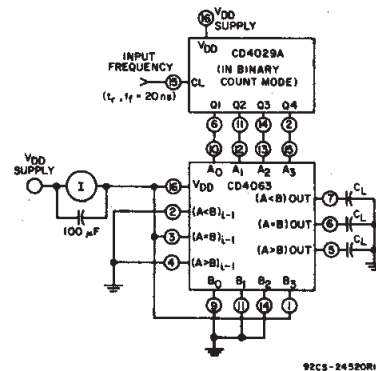 16 VDD
SUPPLY
VDD
CD4029A
(IN BINARY
COUNT MODE)
INPUT
FREQUENCY
15 CL
(tr , tf = 20 ns)
Q1 Q2 Q3 Q4
6 11 14 2
10 12 13 15
A0 A1 A2 A3
VDD
SUPPLY
I
100 µF
16 VDD
CD4063
2 (A<B)i-1
3 (A=B)i-1
4 (A>B)i-1
(A<B) OUT 7 CL
(A=B) OUT 6 CL
(A>B) OUT 5 CL
B0 B1 B2 B3
9 11 14 1
92CS-24520RI